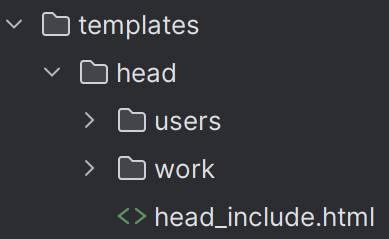 templates
head
users
work
head_include.html